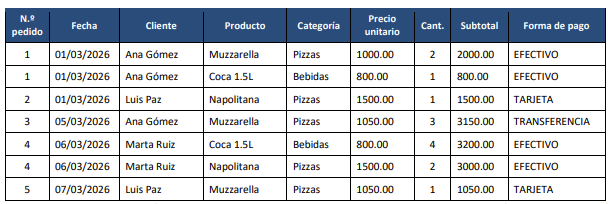 N.º pedido Fecha Cliente Producto Categoría Precio unitario Cant. Subtotal Forma de pago
1 01/03/2026 Ana Gómez Muzzarella Pizzas 1000.00 2 2000.00 EFECTIVO
1 01/03/2026 Ana Gómez Coca 1.5L Bebidas 800.00 1 800.00 EFECTIVO
2 01/03/2026 Luis Paz Napolitana Pizzas 1500.00 1 1500.00 TARJETA
3 05/03/2026 Ana Gómez Muzzarella Pizzas 1050.00 3 3150.00 TRANSFERENCIA
4 06/03/2026 Marta Ruiz Coca 1.5L Bebidas 800.00 4 3200.00 EFECTIVO
4 06/03/2026 Marta Ruiz Napolitana Pizzas 1500.00 2 3000.00 EFECTIVO
5 07/03/2026 Luis Paz Muzzarella Pizzas 1050.00 1 1050.00 TARJETA